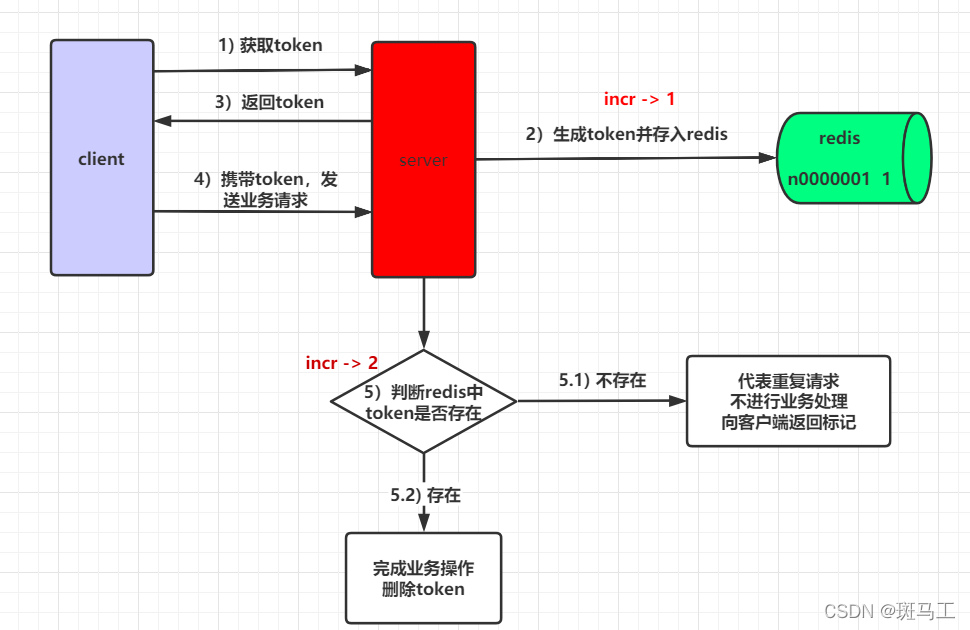 1) 获取token
3）返回token
incr -> 1
2）生成token并存入redis
redis
client
server
n0000001 1
4）携带token，发
送业务请求
incr -> 2
5）判断redis中
token是否存在
5.1) 不存在
代表重复请求
不进行业务处理
向客户端返回标记
5.2) 存在
完成业务操作
删除token
CSDN @斑马工